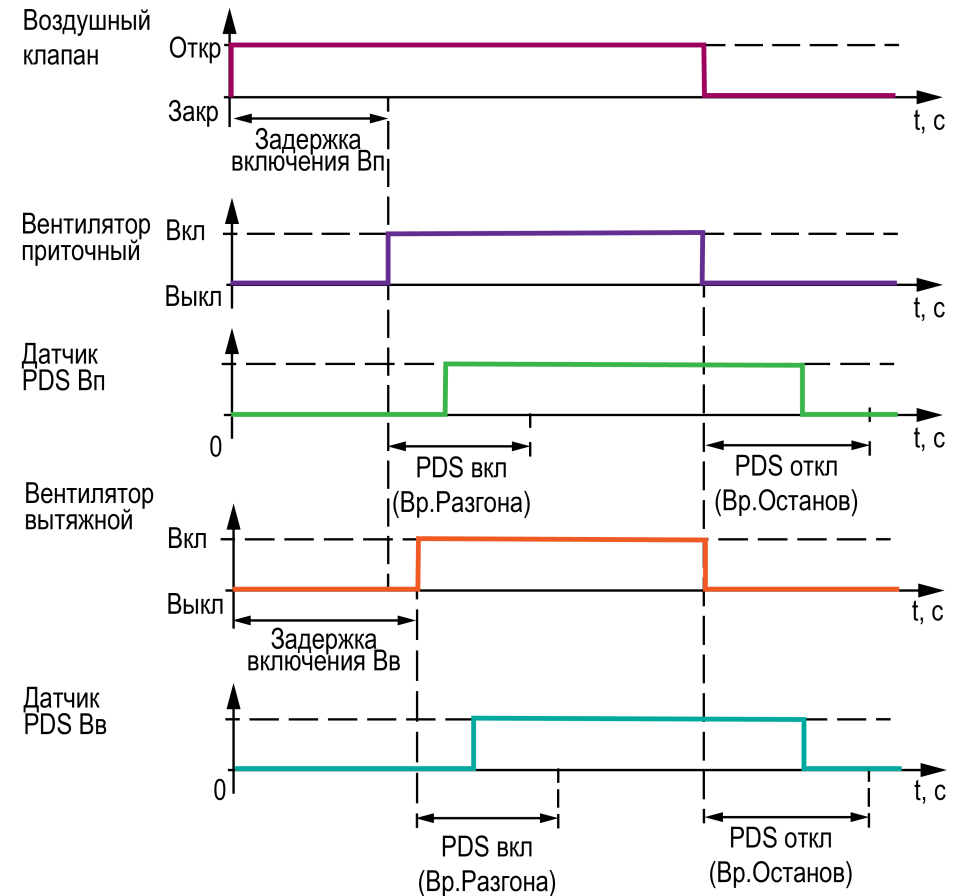 Воздушный
клапан
Откр
Закр
t, с
Задержка
включения Вп
Вентилятор
приточный
Вкл
Выкл
t, с
Датчик
PDS Вп
0
t, с
PDS вкл
(Вр.Разгона)
PDS откл
(Вр.Останов)
Вентилятор
вытяжной
Вкл
Выкл
t, с
Задержка
включения Вв
Датчик
PDS Вв
0
t, с
PDS вкл
(Вр.Разгона)
PDS откл
(Вр.Останов)